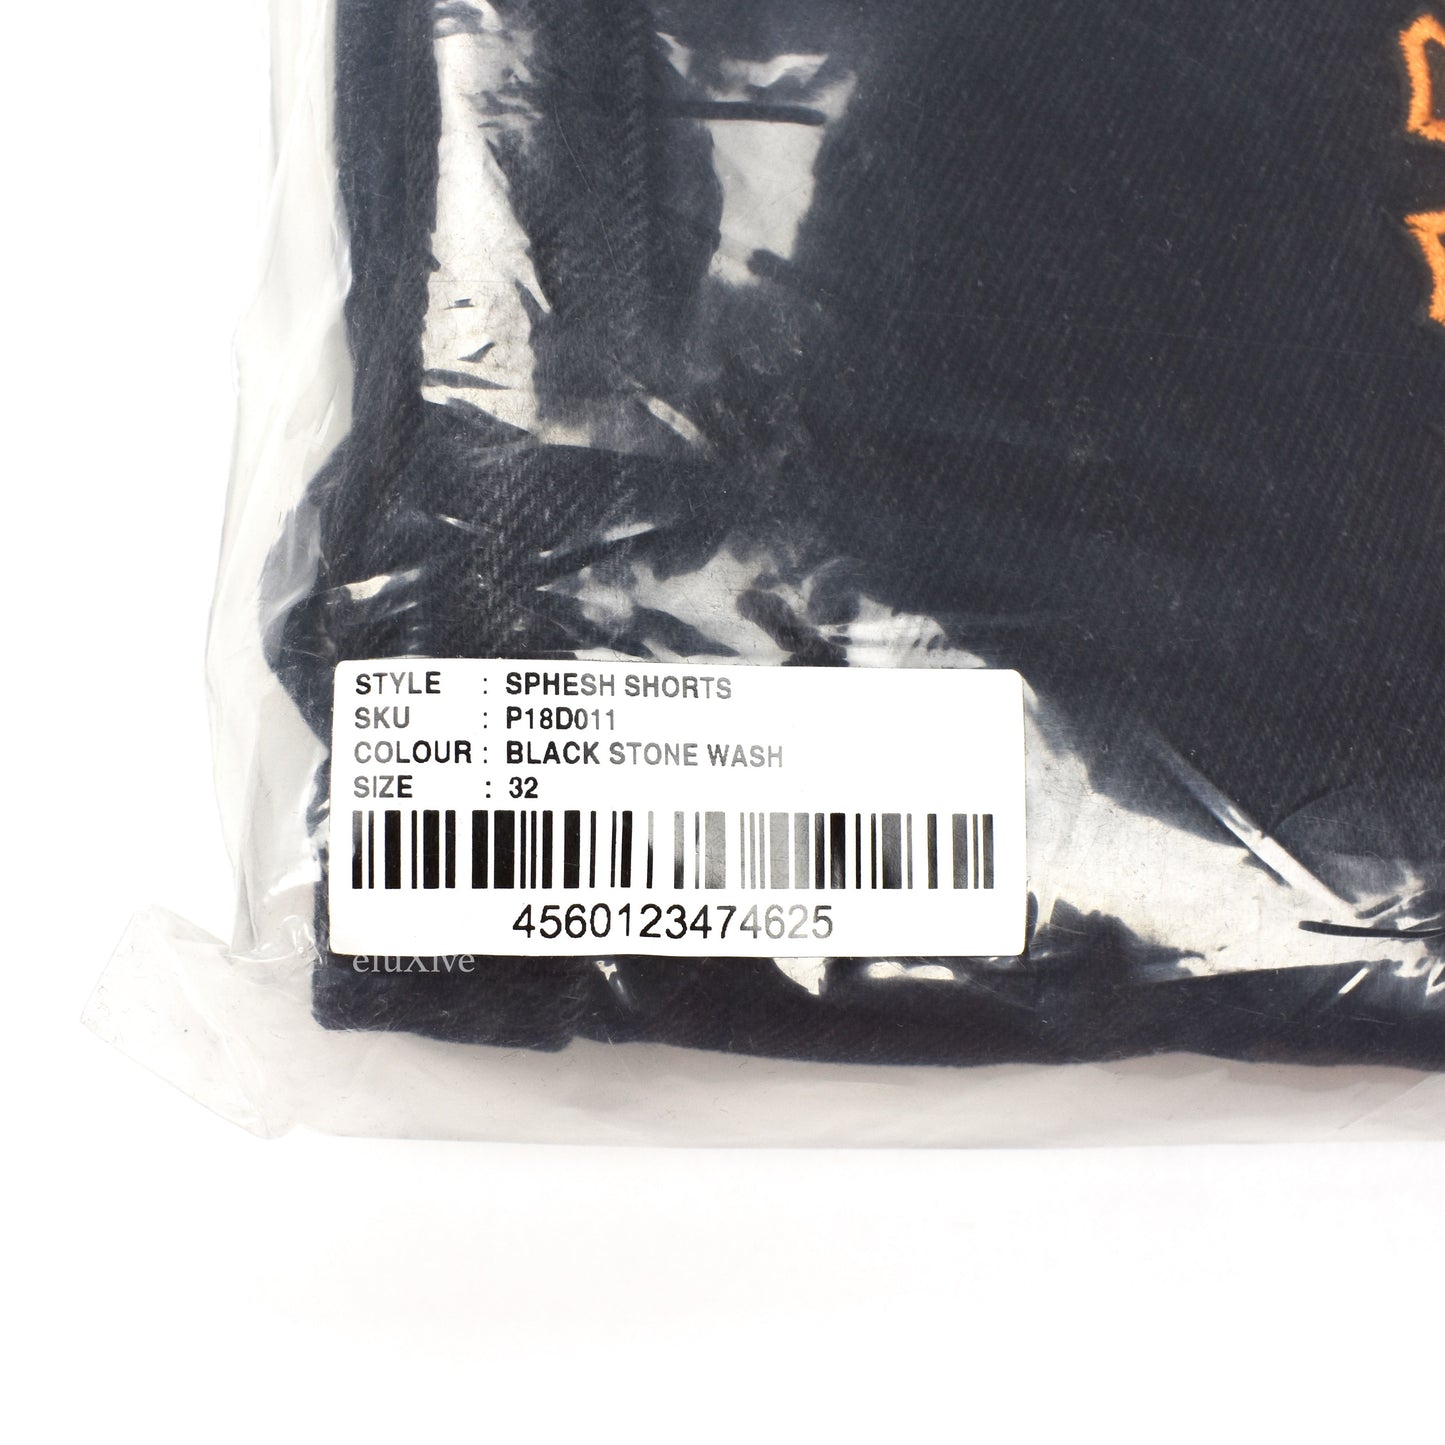 STYLE : SPHESH SHORTS
SKU : P18D011
COLOUR : BLACK STONE WASH
SIZE : 32
4560123474625
eluXive